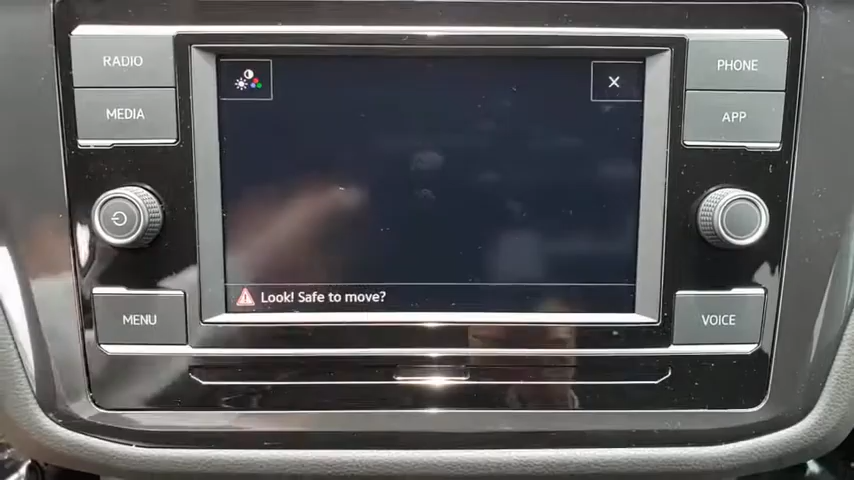 RADIO
PHONE
MEDIA
APP
Look! Safe to move?
MENU
VOICE